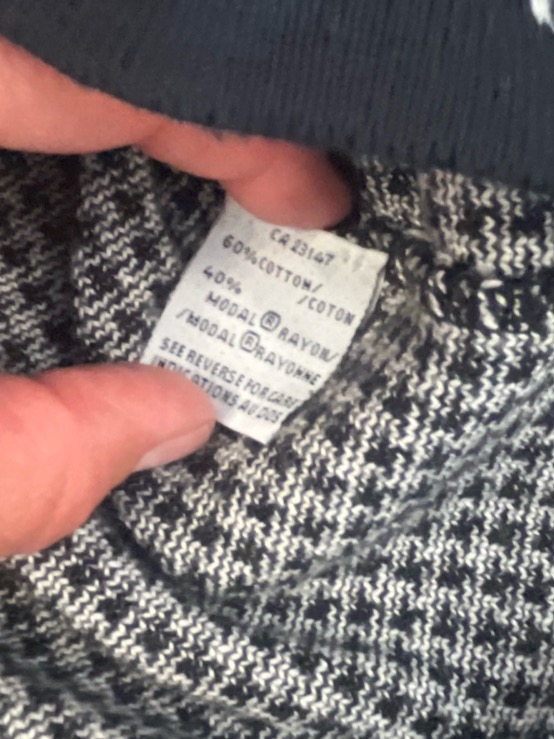 CA 23147
60% COTTON/
/COTON
40%
MODAL ® RAYON/
/MODAL ® RAYONNE
SEE REVERSE FOR CARE
INDICATIONS AU DOS